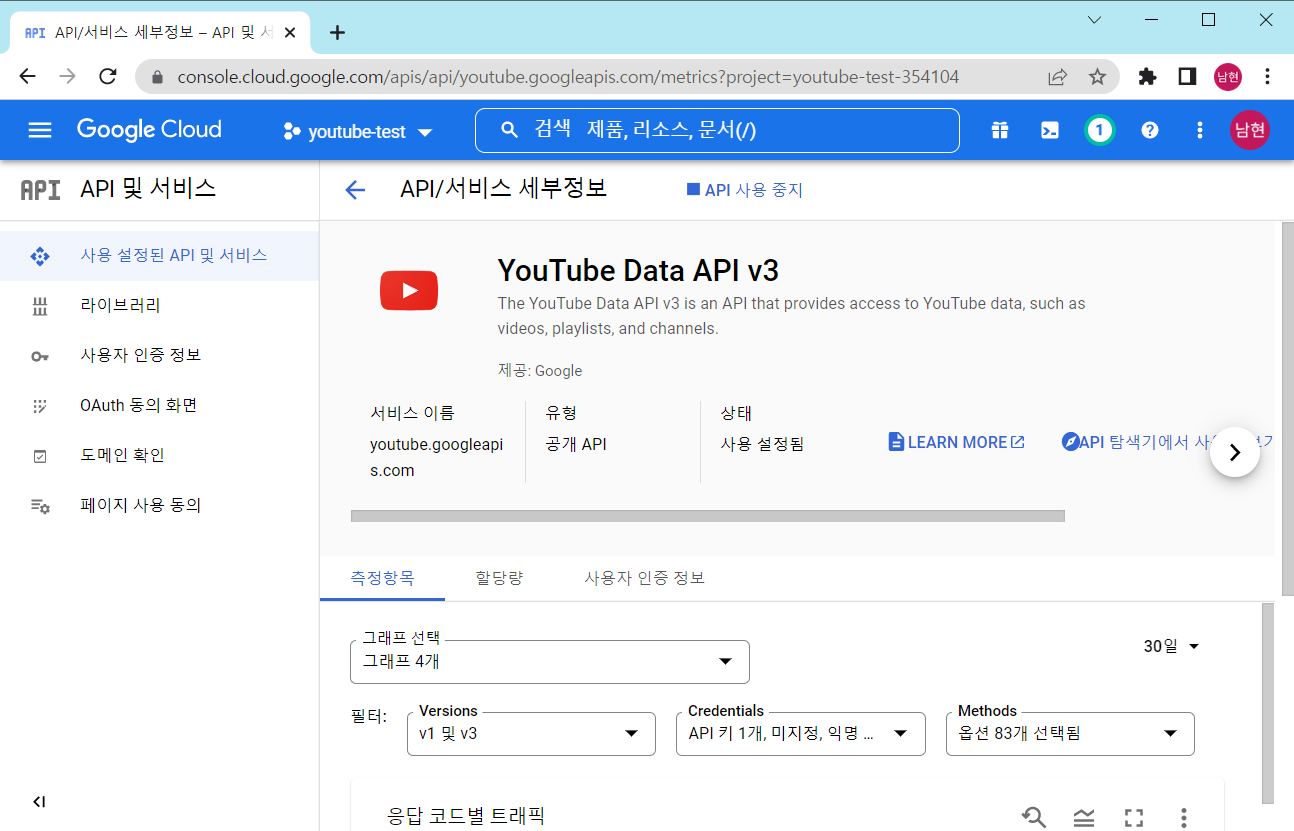 API API/서비스 세부정보 – API 및 서
console.cloud.google.com/apis/api/youtube.googleapis.com/metrics?project=youtube-test-354104
남현
Google Cloud
youtube-test
검색 제품, 리소스, 문서(/)
1
남현
API API 및 서비스
API/서비스 세부정보
API 사용 중지
사용 설정된 API 및 서비스
라이브러리
사용자 인증 정보
OAuth 동의 화면
도메인 확인
페이지 사용 동의
YouTube Data API v3
The YouTube Data API v3 is an API that provides access to YouTube data, such as
videos, playlists, and channels.
제공: Google
서비스 이름
youtube.googleapi
s.com
유형
공개 API
상태
사용 설정됨
LEARN MORE
API 탐색기에서
측정항목
할당량
사용자 인증 정보
그래프 선택
그래프 4개
30일
필터:
Versions
v1 및 v3
Credentials
API 키 1개, 미지정, 익명 ...
Methods
옵션 83개 선택됨
응답 코드별 트래픽